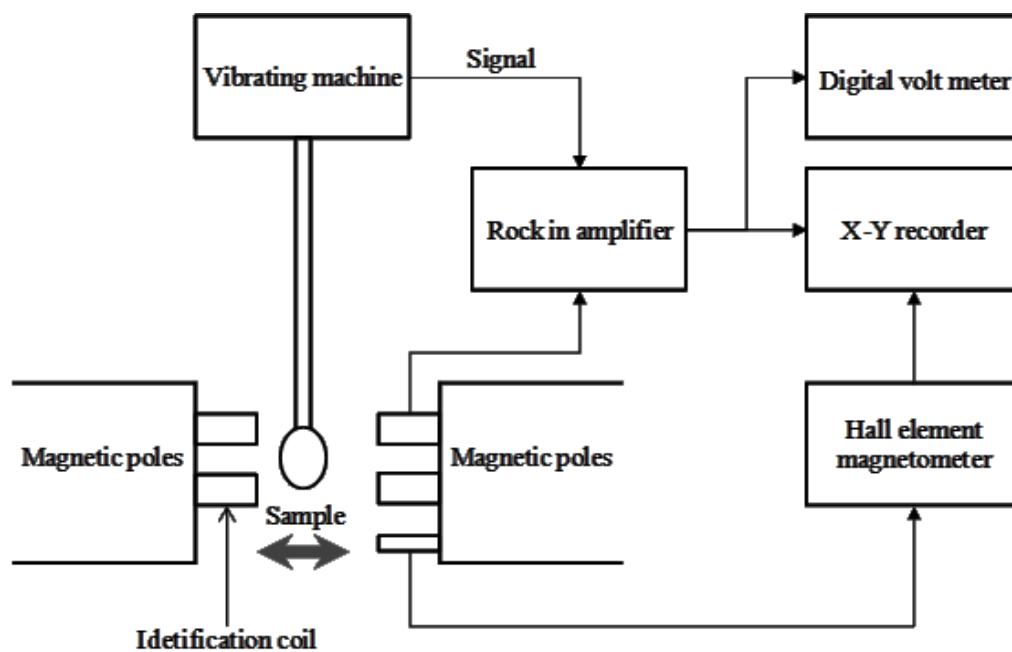 Vibrating machine
Signal
Digital volt meter
Rock in amplifier
X-Y recorder
Magnetic poles
Magnetic poles
Hall element
magnetometer
Sample
Idetification coil